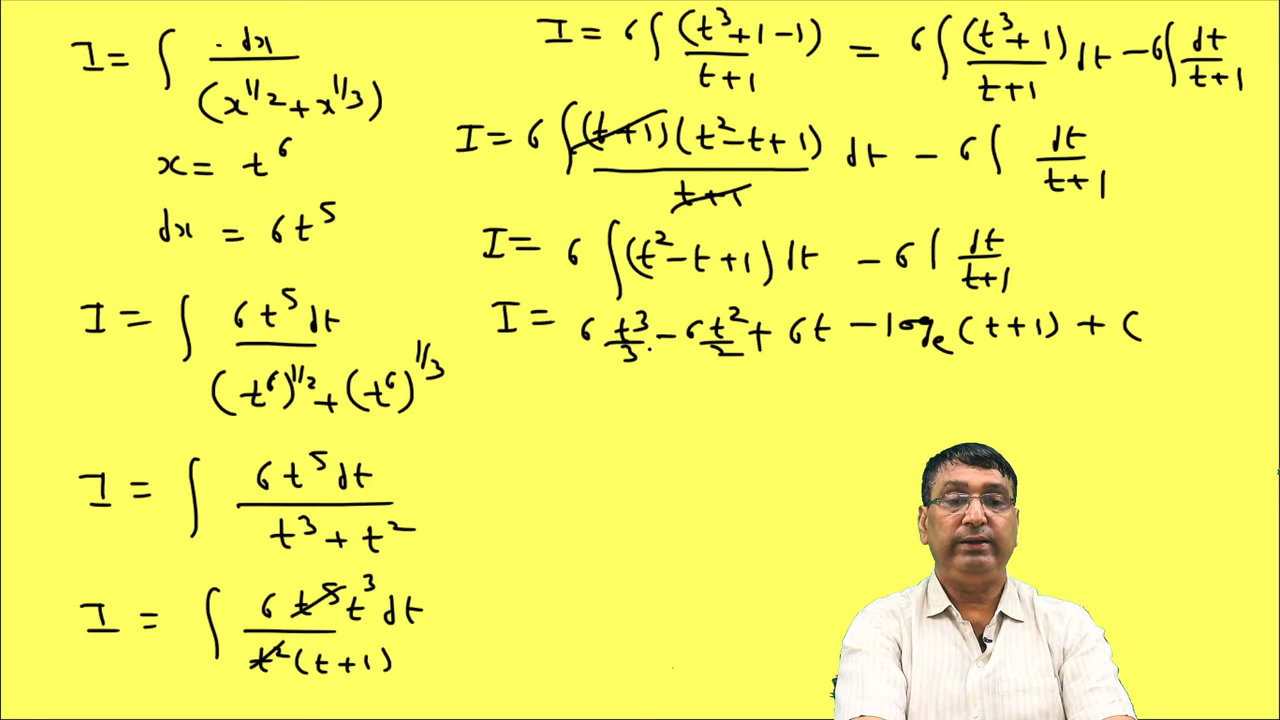 I = ∫ dx / (x^1/2 + x^1/3)
x = t^6
dx = 6t^5
I = ∫ 6t^5 dt / (t^6)^1/2 + (t^6)^1/3
I = ∫ 6t^5 dt / t^3 + t^2
I = ∫ 6 t^5 t^3 dt / t^2 (t+1)
I = 6∫ (t^3+1-1) / t+1 = 6∫ (t^3+1) / t+1 dt - 6∫ dt / t+1
I = 6∫ (t+1)(t^2-t+1) / t+1 dt - 6∫ dt / t+1
I = 6∫(t^2-t+1) dt - 6∫ dt / t+1
I = 6 t^3/3 - 6t^2/2 + 6t - log_e (t+1) + C